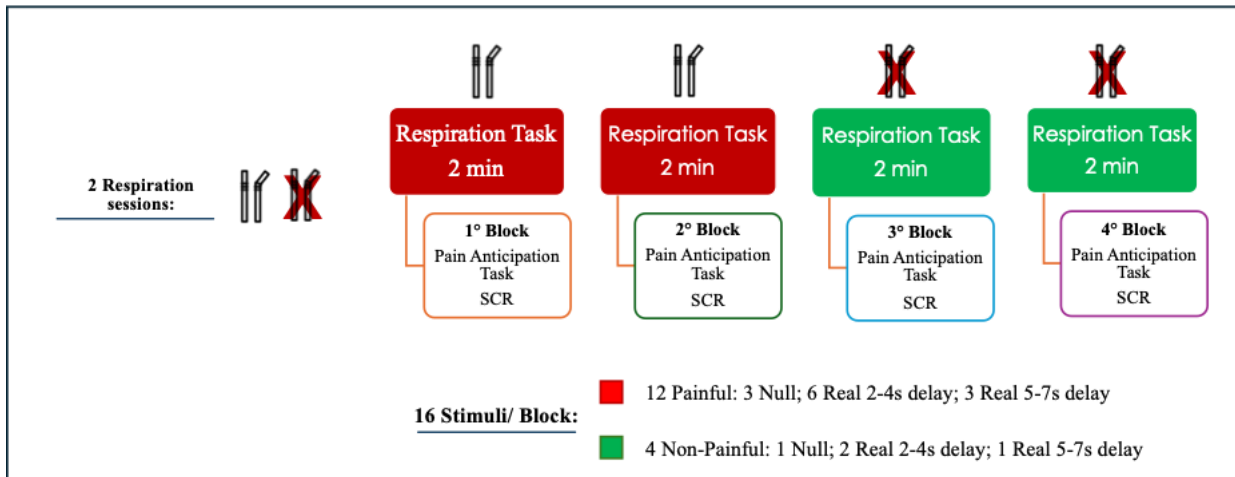 Respiration Task
2 min
Respiration Task
2 min
Respiration Task
2 min
Respiration Task
2 min
2 Respiration
sessions:
1° Block
Pain Anticipation
Task
SCR
2° Block
Pain Anticipation
Task
SCR
3° Block
Pain Anticipation
Task
SCR
4° Block
Pain Anticipation
Task
SCR
16 Stimuli/ Block:
12 Painful: 3 Null; 6 Real 2-4s delay; 3 Real 5-7s delay
4 Non-Painful: 1 Null; 2 Real 2-4s delay; 1 Real 5-7s delay